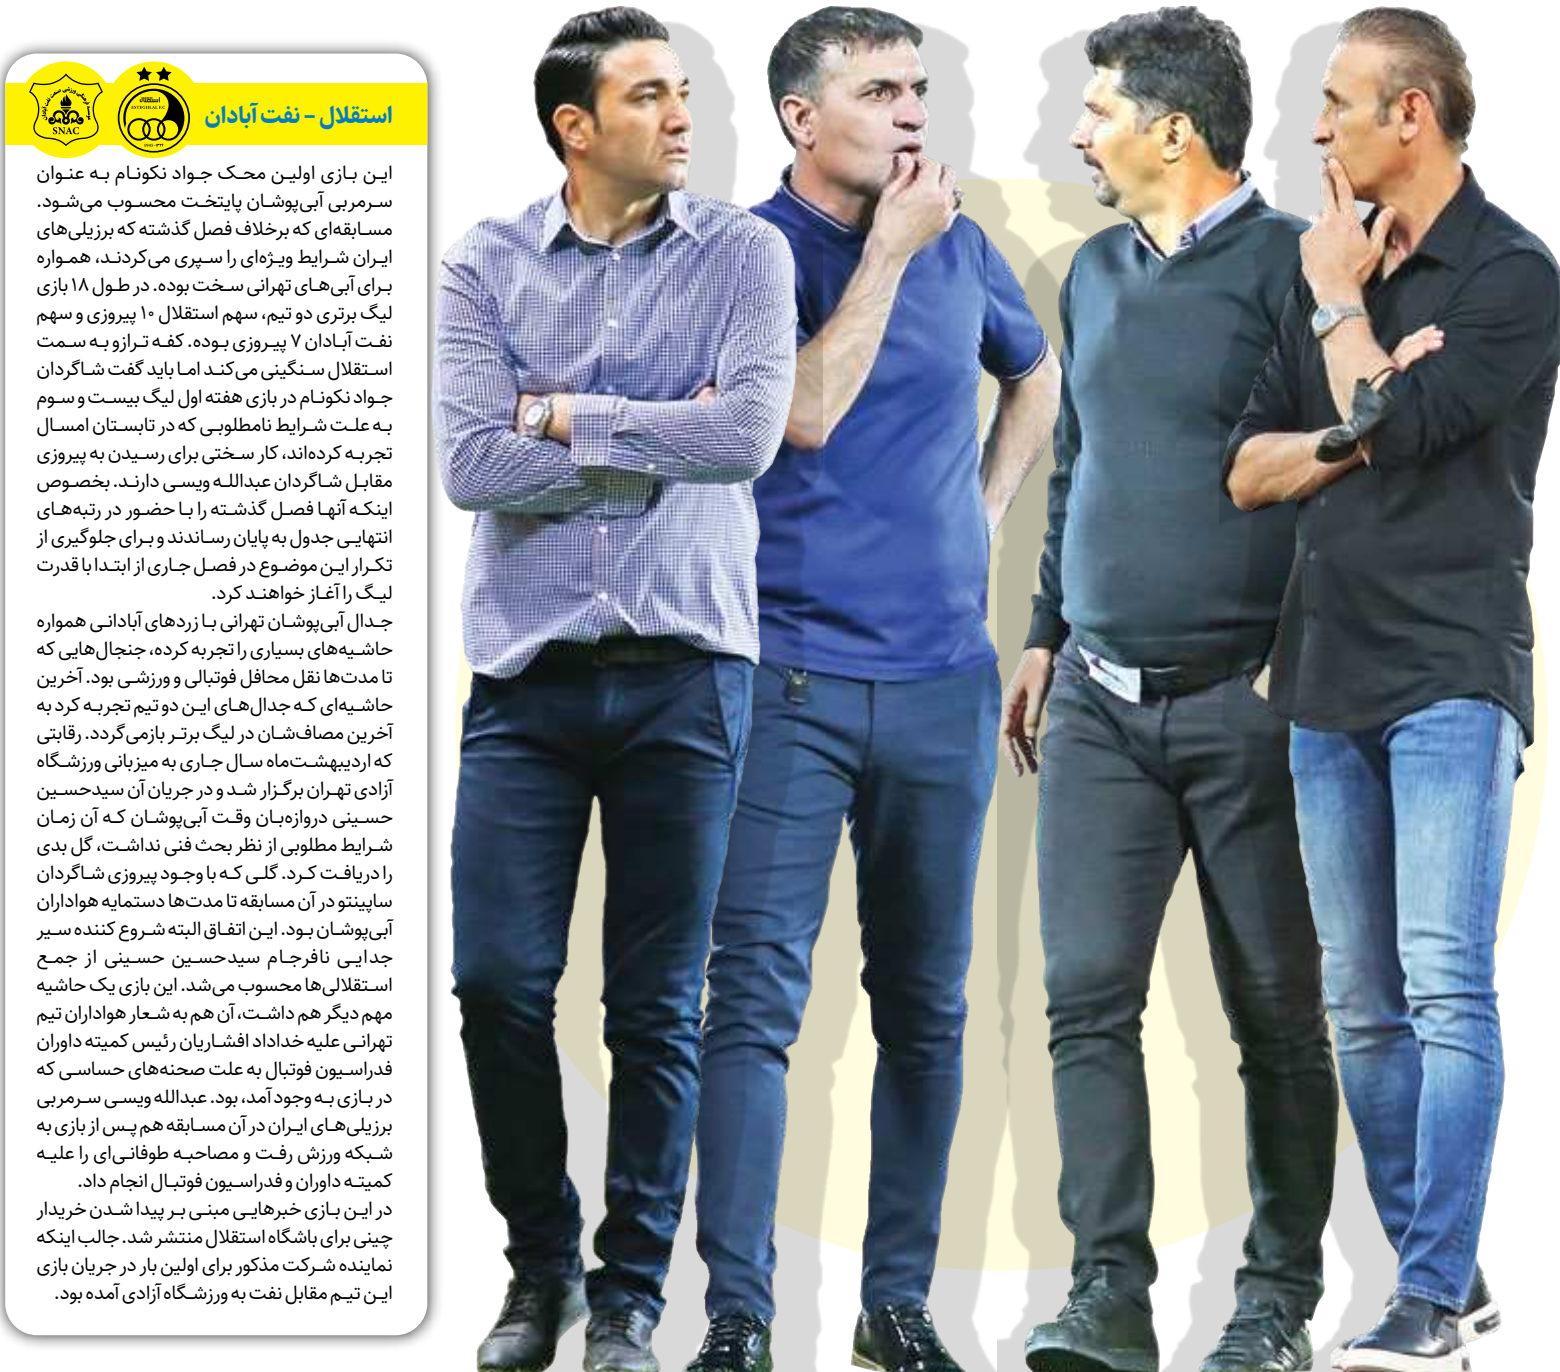 استقلال - نفت آبادان
استقلال
ESTEGHLAL F.C
SNAC
این بازی اولین محک جواد نکونام به عنوان
سرمربی آبی‌پوشان پایتخت محسوب می‌شود.
مسابقه‌ای که برخلاف فصل گذشته که برزیلی‌های
ایران شرایط ویژه‌ای را سپری می‌کردند، همواره
برای آبی‌های تهرانی سخت بوده. در طول ۱۸ بازی
لیگ برتری دو تیم، سهم استقلال ۱۰ پیروزی و سهم
نفت آبادان ۷ پیروزی بوده. کفه ترازو به سمت
استقلال سنگینی می‌کند اما باید گفت شاگردان
جواد نکونام در بازی هفته اول لیگ بیست و سوم
به علت شرایط نامطلوبی که در تابستان امسال
تجربه کرده‌اند، کار سختی برای رسیدن به پیروزی
مقابل شاگردان عبدالله ویسی دارند. بخصوص
اینکه آنها فصل گذشته را با حضور در رتبه‌های
انتهایی جدول به پایان رساندند و برای جلوگیری از
تکرار این موضوع در فصل جاری از ابتدا با قدرت
لیگ را آغاز خواهند کرد.
جدال آبی‌پوشان تهرانی با زردهای آبادانی همواره
حاشیه‌های بسیاری را تجربه کرده، جنجال‌هایی که
تا مدت‌ها نقل محافل فوتبالی و ورزشی بود. آخرین
حاشیه‌ای که جدال‌های این دو تیم تجربه کرد به
آخرین مصاف‌شان در لیگ برتر بازمی‌گردد. رقابتی
که اردیبهشت‌ماه سال جاری به میزبانی ورزشگاه
آزادی تهران برگزار شد و در جریان آن سیدحسین
حسینی دروازه‌بان وقت آبی‌پوشان که آن زمان
شرایط مطلوبی از نظر بحث فنی نداشت، گل بدی
را دریافت کرد. گلی که با وجود پیروزی شاگردان
ساپینتو در آن مسابقه تا مدت‌ها دستمایه هواداران
آبی‌پوشان بود. این اتفاق البته شروع کننده سیر
جدایی نافرجام سیدحسین حسینی از جمع
استقلالی‌ها محسوب می‌شد. این بازی یک حاشیه
مهم دیگر هم داشت، آن هم به شعار هواداران تیم
تهرانی علیه خداداد افشاریان رئیس کمیته داوران
فدراسیون فوتبال به علت صحنه‌های حساسی که
در بازی به وجود آمد، بود. عبدالله ویسی سرمربی
برزیلی‌های ایران در آن مسابقه هم پس از بازی به
شبکه ورزش رفت و مصاحبه طوفانی‌ای را علیه
کمیته داوران و فدراسیون فوتبال انجام داد.
در این بازی خبرهایی مبنی بر پیدا شدن خریدار
چینی برای باشگاه استقلال منتشر شد. جالب اینکه
نماینده شرکت مذکور برای اولین بار در جریان بازی
این تیم مقابل نفت به ورزشگاه آزادی آمده بود.